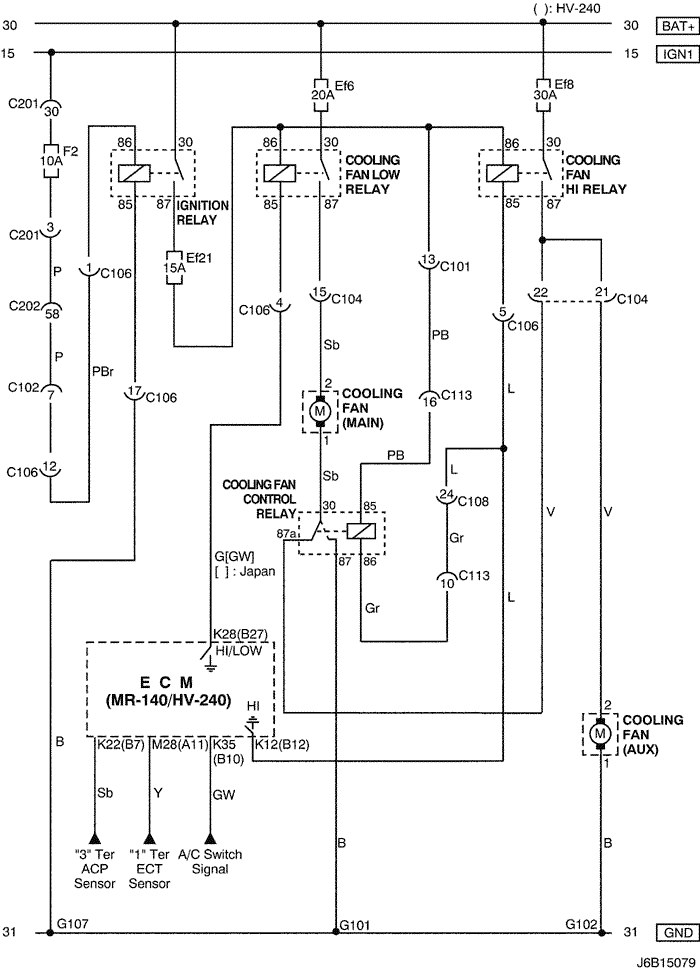 ( ): HV-240
30
30
BAT+
15
15
IGN1
Ef6
20A
Ef8
30A
C201
30
F2
10A
86
30
86
30
86
30
COOLING
FAN LOW
RELAY
COOLING
FAN
HI RELAY
85
87
IGNITION
RELAY
85
87
85
87
3
C201
Ef21
15A
P
1
C106
13
C101
C202
58
4
C106
15
C104
5
C106
22
21
C104
PB
Sb
P
PBr
L
C102
7
17
C106
2
COOLING
FAN
(MAIN)
M
1
C113
16
PB
C106
12
Sb
L
24
C108
COOLING FAN
CONTROL
RELAY
30
85
V
V
87a
87
86
Gr
G[GW]
[ ] : Japan
C113
10
Gr
L
K28(B27)
HI/LOW
E C M
(MR-140/HV-240)
HI
2
M
COOLING
FAN
(AUX)
1
B
K22(B7)
M28(A11)
K35
(B10)
K12(B12)
Sb
Y
GW
B
B
"3" Ter
ACP
Sensor
"1" Ter
ECT
Sensor
A/C Switch
Signal
31
G107
G101
G102
31
GND
J6B15079